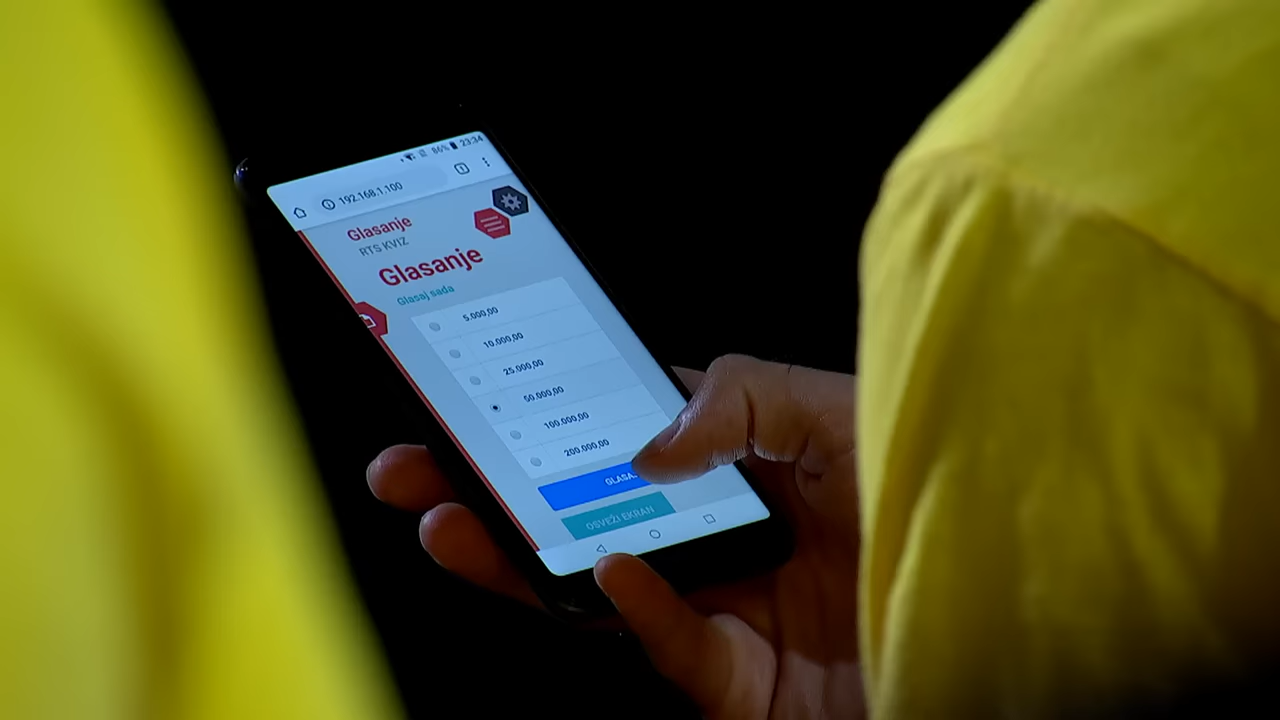 86% 23:34
192.168.1.100
1
Glasanje
RTS KVIZ
Glasanje
Glasaj sada
5.000,00
10.000,00
25.000,00
50.000,00
100.000,00
200.000,00
OSVEŽI EKRAN